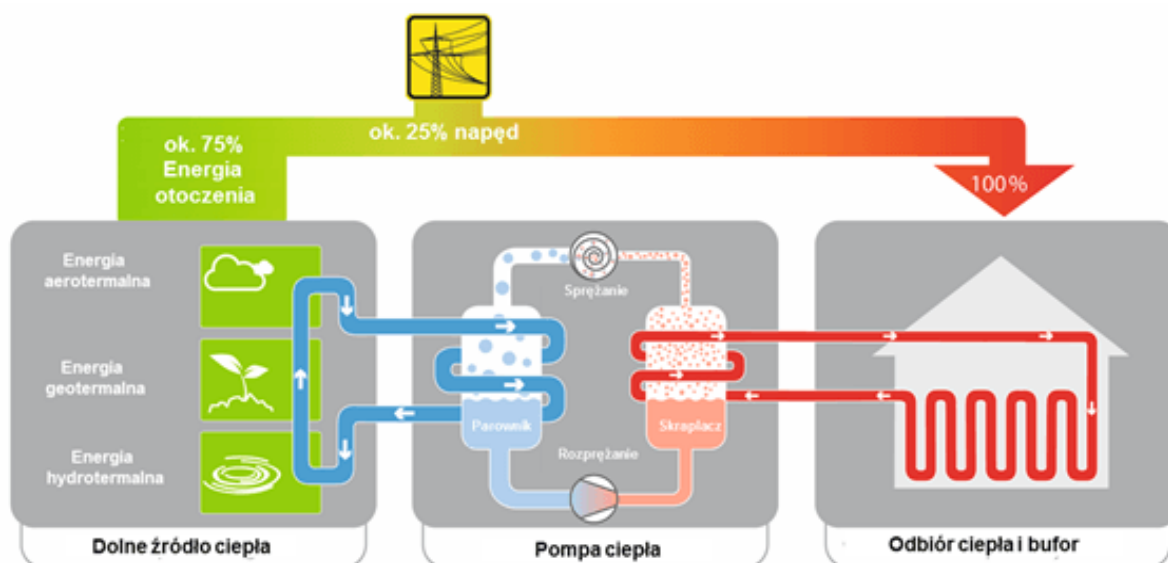 ok. 75%
Energia
otoczenia
ok. 25% napęd
100%
Energia
aerotermalna
Energia
geotermalna
Energia
hydrotermalna
Sprężanie
Parownik
Skraplacz
Rozprężanie
Dolne źródło ciepła
Pompa ciepła
Odbiór ciepła i bufor